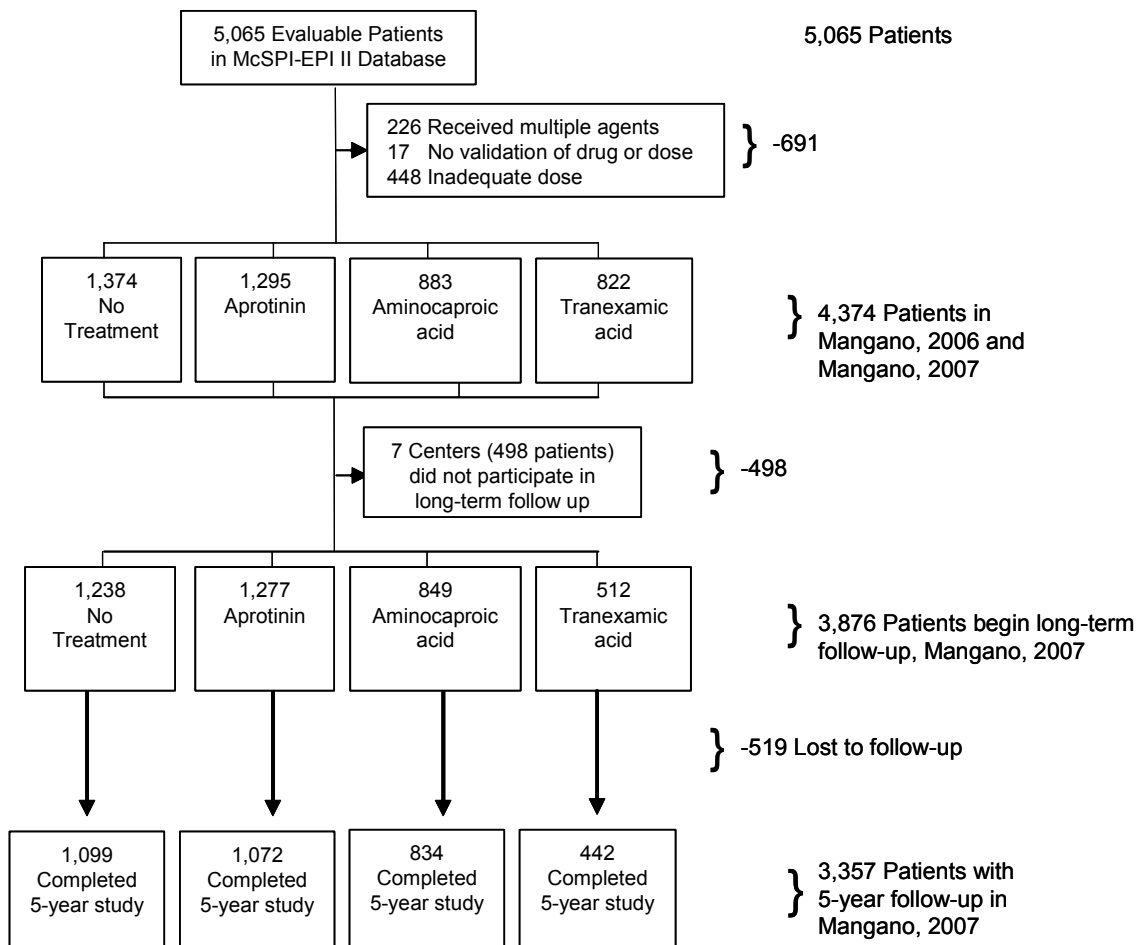 5,065 Evaluable Patients
in McSPI-EPI II Database
5,065 Patients
226 Received multiple agents
17 No validation of drug or dose
448 Inadequate dose
} -691
1,374
No
Treatment
1,295
Aprotinin
883
Aminocaproic
acid
822
Tranexamic
acid
} 4,374 Patients in
Mangano, 2006 and
Mangano, 2007
7 Centers (498 patients)
did not participate in
long-term follow up
} -498
1,238
No
Treatment
1,277
Aprotinin
849
Aminocaproic
acid
512
Tranexamic
acid
} 3,876 Patients begin long-term
follow-up, Mangano, 2007
} -519 Lost to follow-up
1,099
Completed
5-year study
1,072
Completed
5-year study
834
Completed
5-year study
442
Completed
5-year study
} 3,357 Patients with
5-year follow-up in
Mangano, 2007